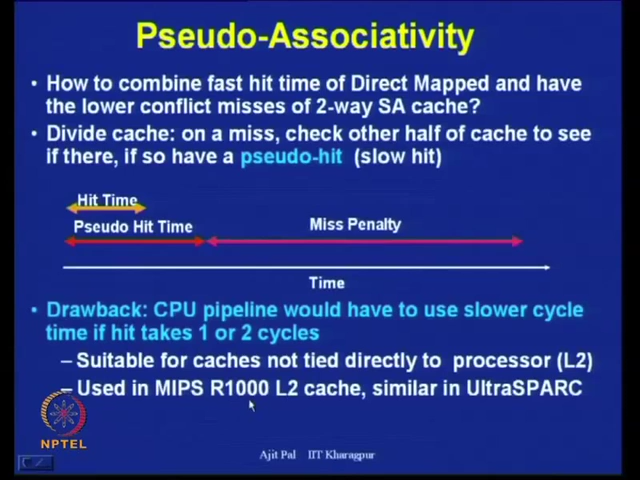 Pseudo-Associativity
• How to combine fast hit time of Direct Mapped and have
the lower conflict misses of 2-way SA cache?
• Divide cache: on a miss, check other half of cache to see
if there, if so have a pseudo-hit (slow hit)
Hit Time
Pseudo Hit Time
Miss Penalty
Time
• Drawback: CPU pipeline would have to use slower cycle
time if hit takes 1 or 2 cycles
– Suitable for caches not tied directly to processor (L2)
– Used in MIPS R1000 L2 cache, similar in UltraSPARC
NPTEL
Ajit Pal IIT Kharagpur